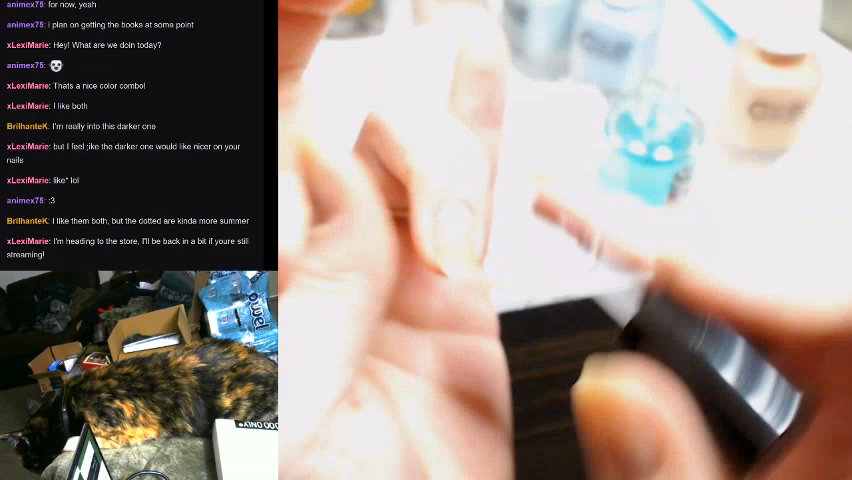 animex75: for now, yeah
animex75: i plan on getting the books at some point
xLexiMarie: Hey! What are we doin today?
animex75:
xLexiMarie: Thats a nice color combo!
xLexiMarie: I like both
BrilhanteK: I'm really into this darker one
xLexiMarie: but I feel ;ike the darker one would like nicer on your
nails
xLexiMarie: like* lol
animex75: :3
BrilhanteK: I like them both, but the dotted are kinda more summer
xLexiMarie: I'm heading to the store, I'll be back in a bit if youre still
streaming!